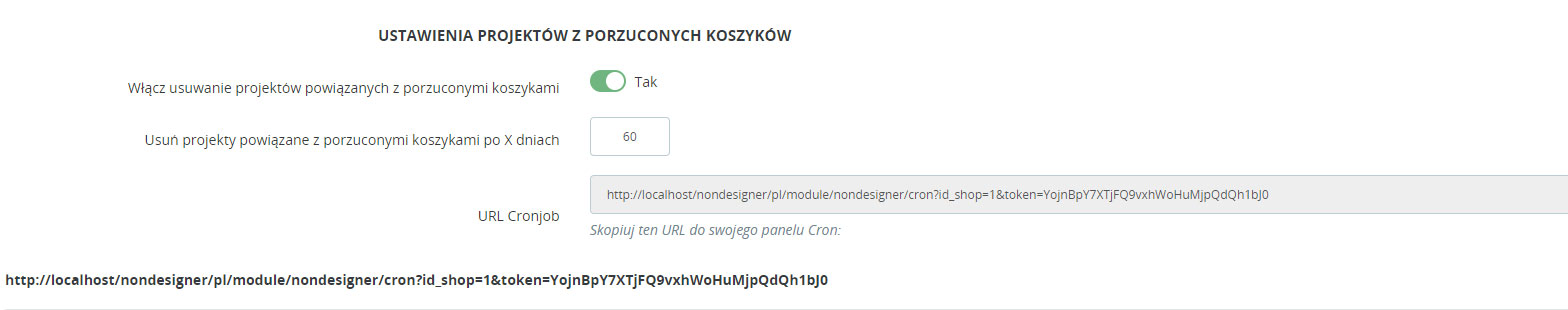 USTAWIENIA PROJEKTÓW Z PORZUCONYCH KOSZYKÓW
Włącz usuwanie projektów powiązanych z porzuconymi koszykami
Tak
Usuń projekty powiązane z porzuconymi koszykami po X dniach
60
http://localhost/nondesigner/pl/module/nondesigner/cron?id_shop=1&token=YojnBpY7XTjFQ9vxhWoHuMjpQdQh1bJ0
URL Cronjob
Skopiuj ten URL do swojego panelu Cron:
http://localhost/nondesigner/pl/module/nondesigner/cron?id_shop=1&token=YojnBpY7XTjFQ9vxhWoHuMjpQdQh1bJ0